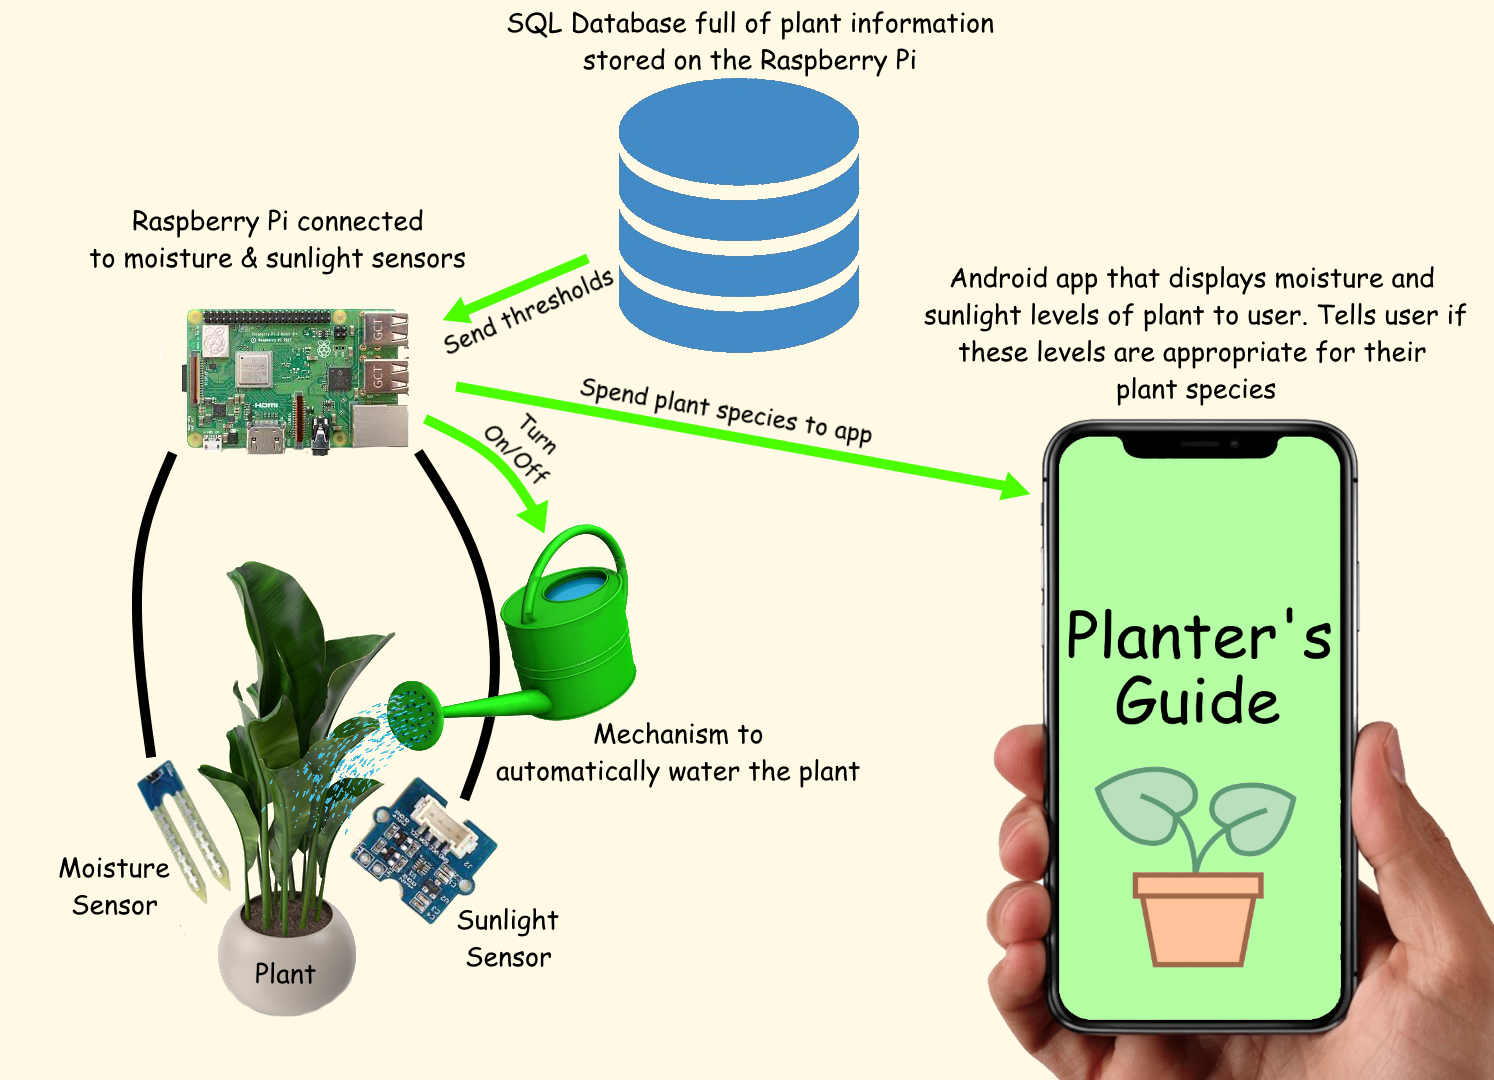 SQL Database full of plant information
stored on the Raspberry Pi
Raspberry Pi connected
to moisture & sunlight sensors
Send thresholds
Android app that displays moisture and
sunlight levels of plant to user. Tells user if
these levels are appropriate for their
plant species
Spend plant species to app
Turn
On/Off
GCT
GCT
HDMI
Planter's
Guide
Mechanism to
automatically water the plant
Moisture
Sensor
Sunlight
Sensor
Plant